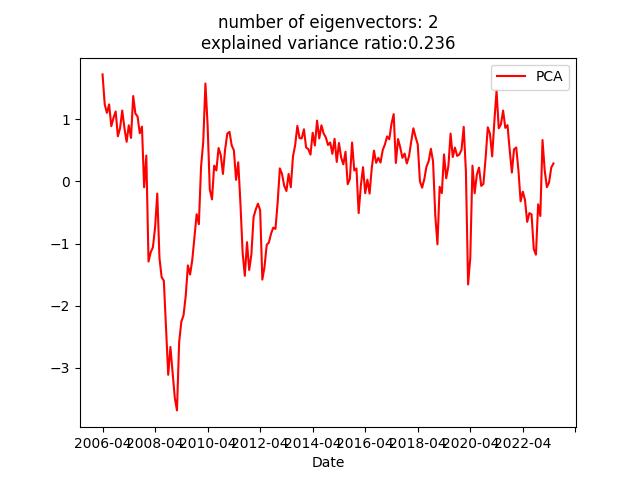 number of eigenvectors: 2
explained variance ratio:0.236
PCA
1
0
−1
−2
−3
2006-04 2008-04 2010-04 2012-04 2014-04 2016-04 2018-04 2020-04 2022-04
Date